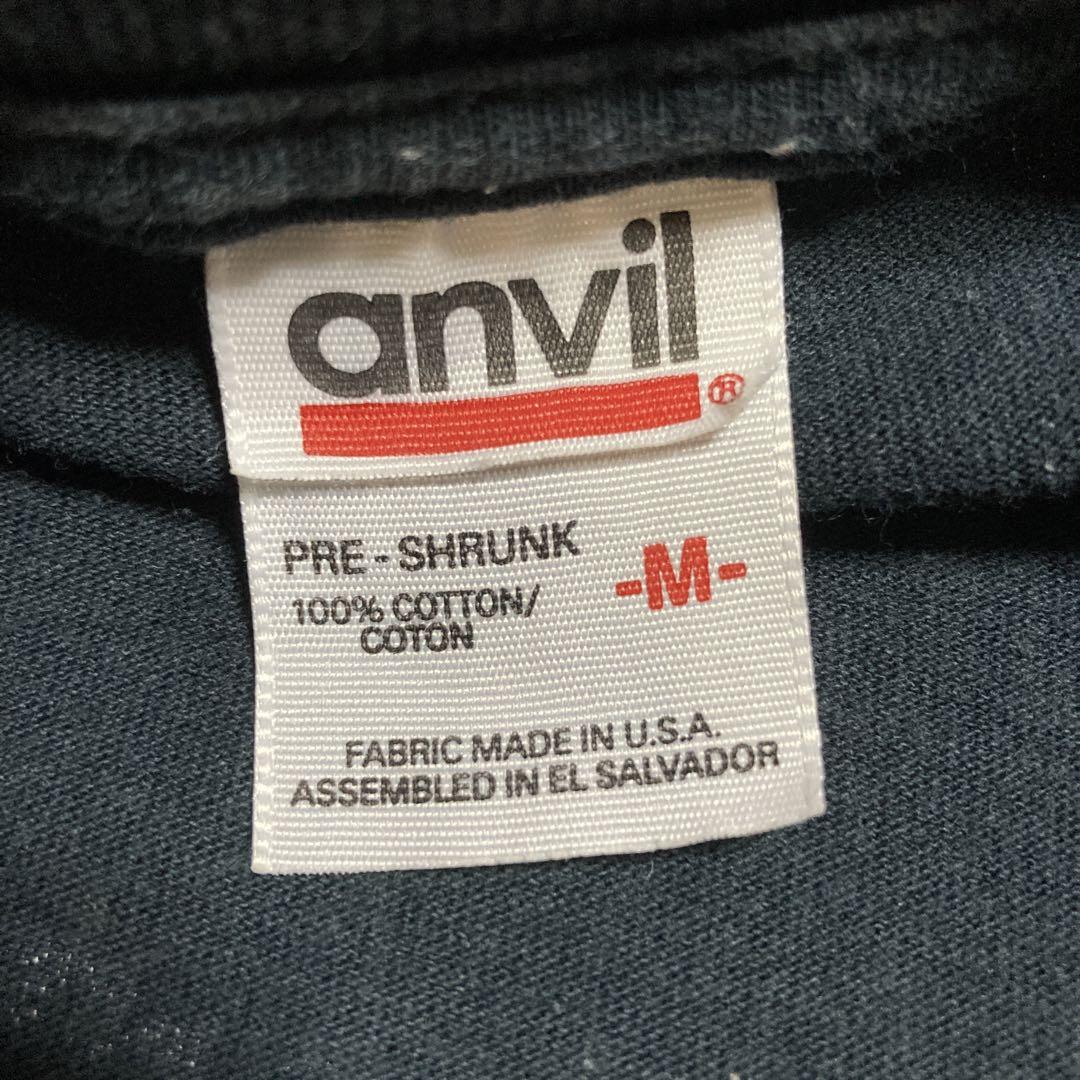 anvil®
PRE-SHRUNK
-M-
100% COTTON/
COTON
FABRIC MADE IN U.S.A.
ASSEMBLED IN EL SALVADOR